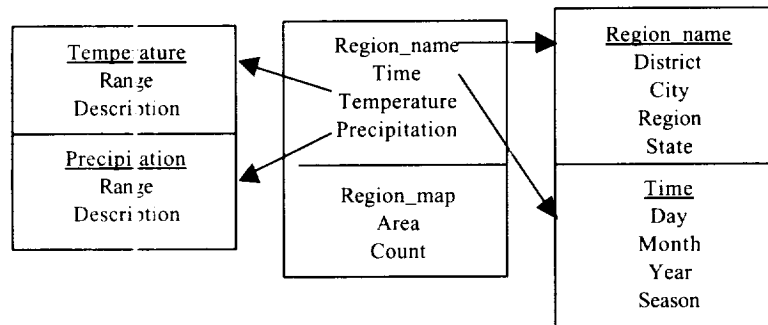 Temperature
Range
Description
Precipitation
Range
Description
Region_name
Time
Temperature
Precipitation
Region_map
Area
Count
Region_name
District
City
Region
State
Time
Day
Month
Year
Season